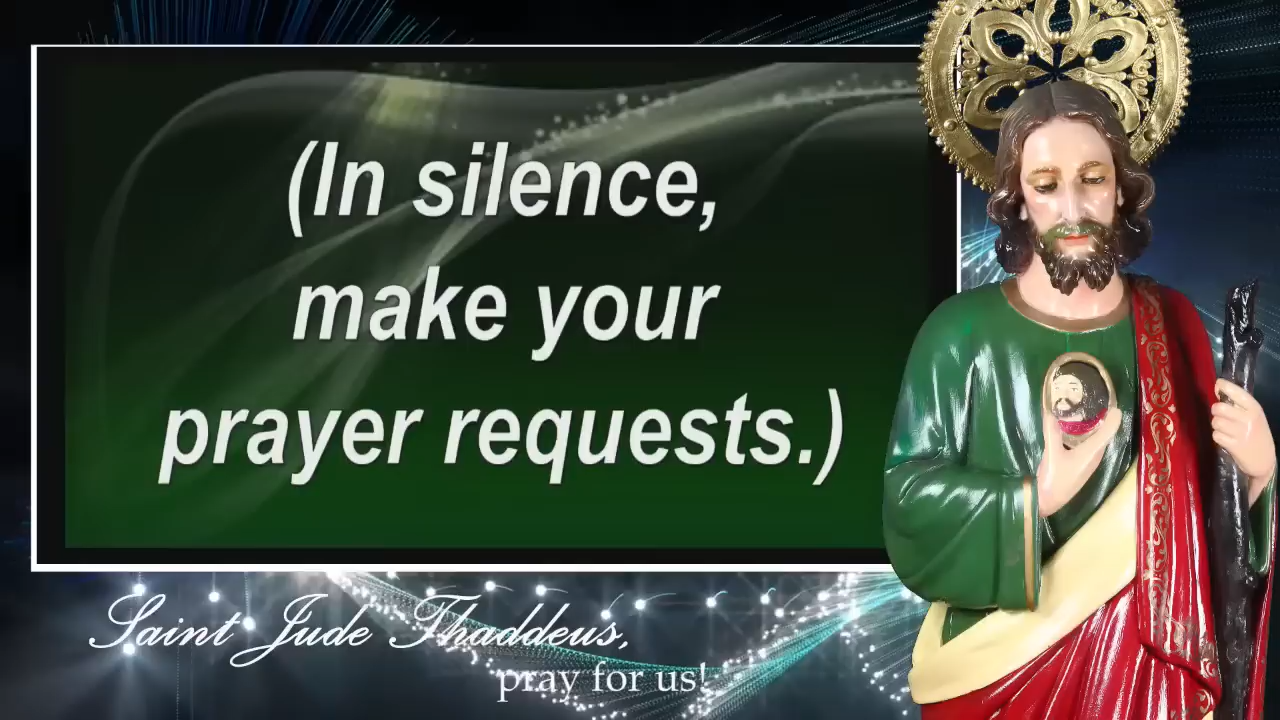 (In silence,
make your
prayer requests.)
Saint Jude Thaddeus,
pray for us!